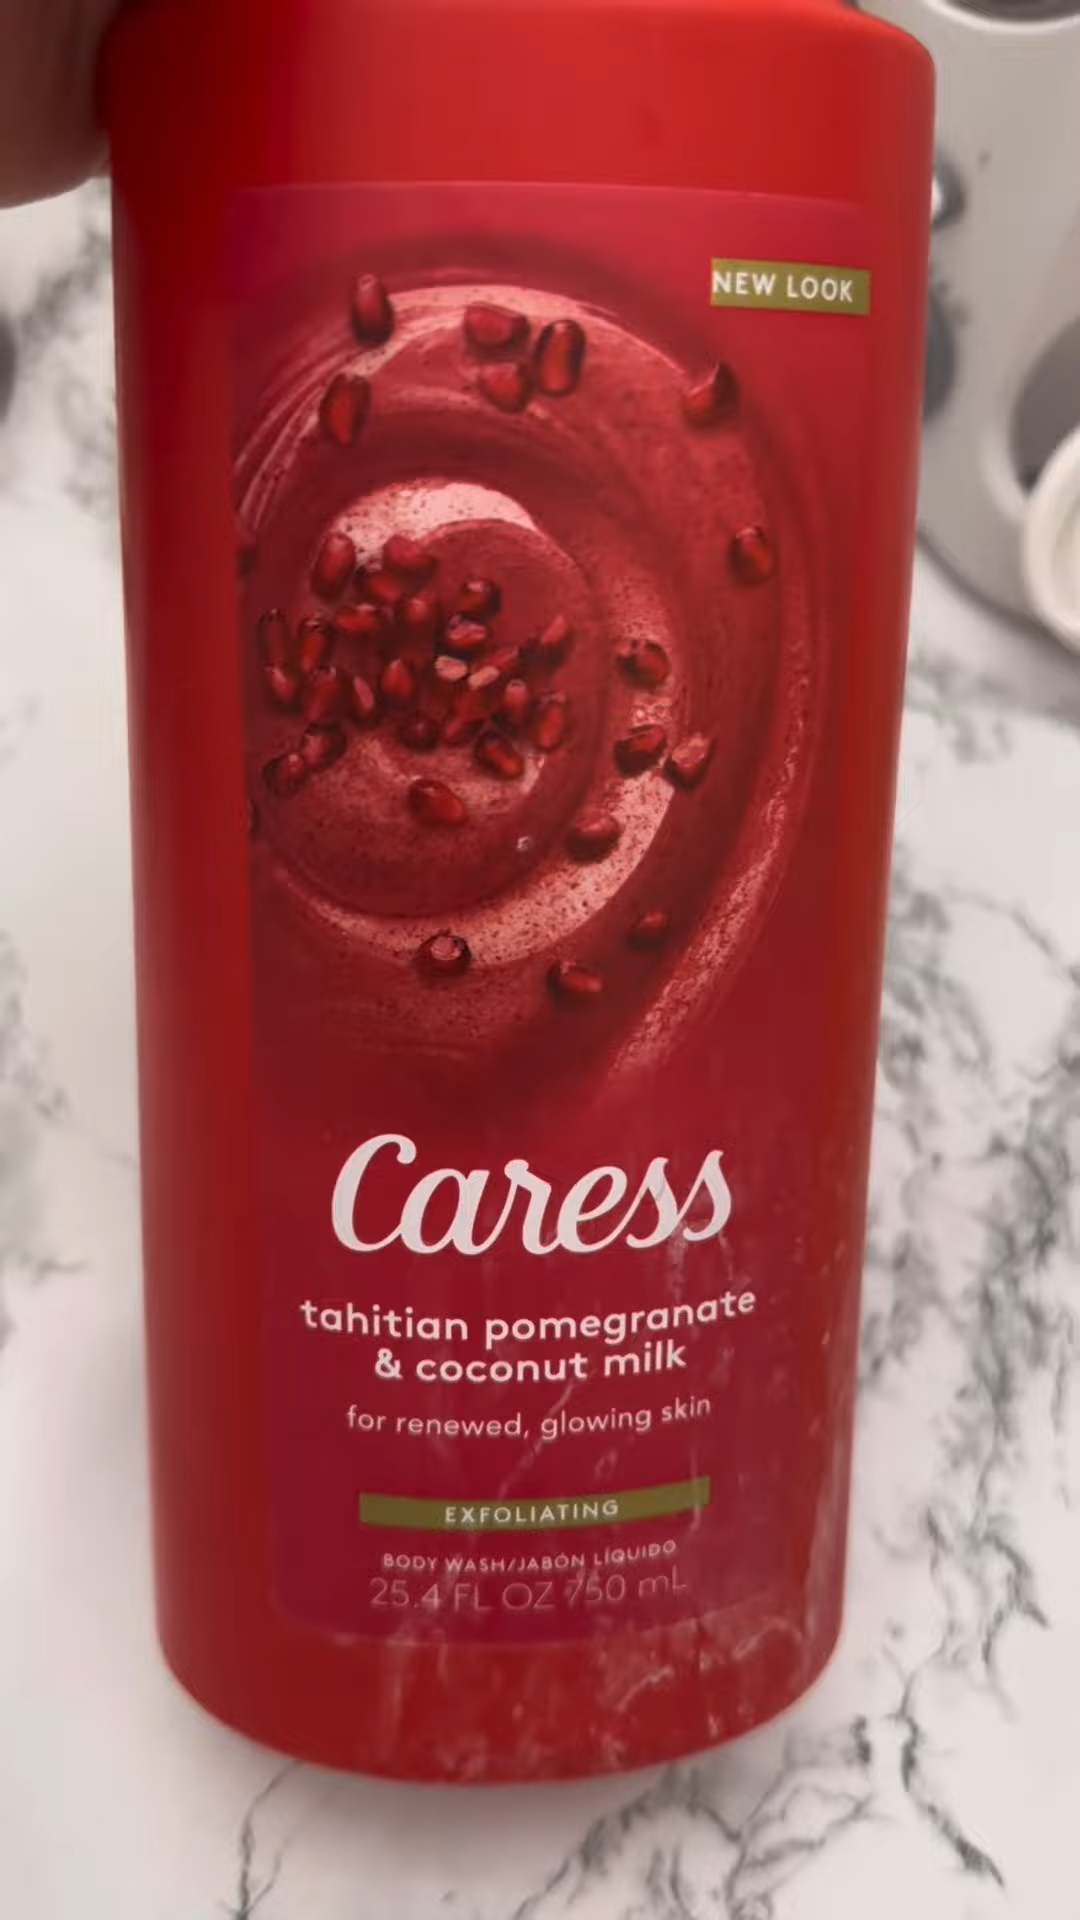 NEW LOOK
Caress
tahitian pomegranate
& coconut milk
for renewed, glowing skin
EXFOLIATING
BODY WASH/JABÓN LÍQUIDO
25.4 FL OZ 750 mL